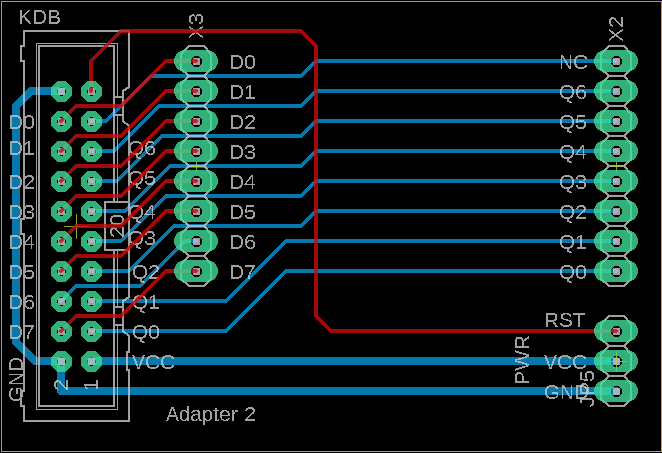 KDB X3 X2
D0 NC
D1 Q6
D0 D2 Q5
D1 Q6 D3 Q4
D2 Q5 D4 Q3
D3 Q4 20 D5 Q2
D4 Q3 D6 Q1
D5 Q2 D7 Q0
D6 Q1
D7 Q0 RST
GND 2 1 VCC PWR VCC
GND JP5
Adapter 2